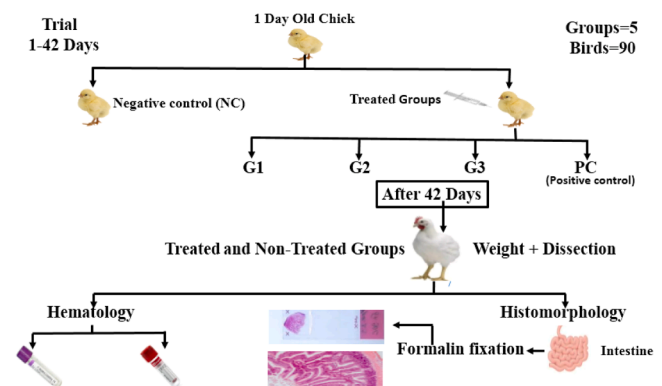 Trial
1-42 Days
1 Day Old Chick
Groups=5
Birds=90
Negative control (NC)
Treated Groups
G1
G2
G3
PC
(Positive control)
After 42 Days
Treated and Non-Treated Groups
Weight + Dissection
Hematology
Histomorphology
Formalin fixation
Intestine